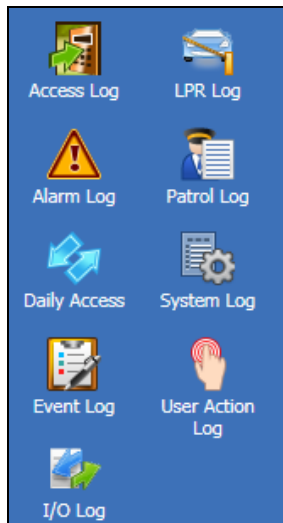 Access Log
LPR Log
Alarm Log
Patrol Log
Daily Access
System Log
Event Log
User Action
Log
I/O Log